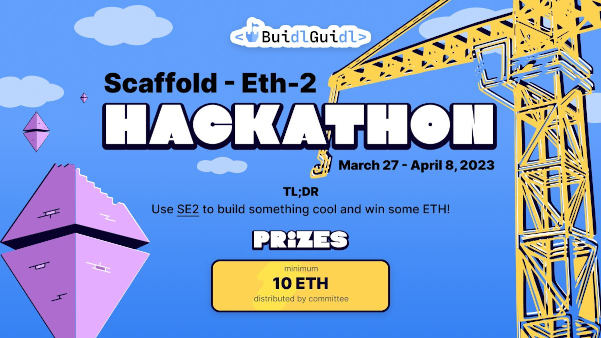 <BuidlGuidl>
Scaffold - Eth-2
HACKATHON
March 27 - April 8, 2023
TL;DR
Use SE2 to build something cool and win some ETH!
PRiZES
minimum
10 ETH
distributed by committee